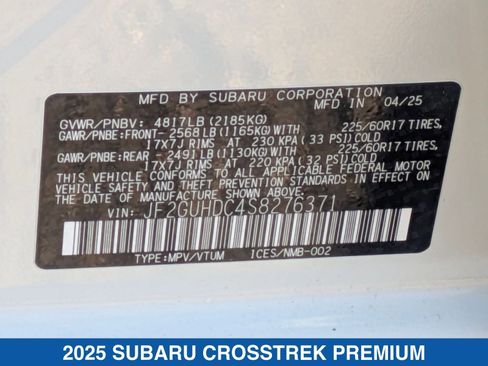 MFD BY SUBARU CORPORATION
MFD. IN 04/25
GVWR/PNBV: 4817LB(2185KG)
GAWR/PNBE:FRONT-2568LB(1165KG)WITH 225/60R17 TIRES,
17X7J RIMS AT 230 KPA( 33 PSI)COLD
GAWR/PNBE:REAR -2491LB(1130KG)WITH 225/60R17 TIRES,
17X7J RIMS AT 220 KPA( 32 PSI)COLD
THIS VEHICLE CONFORMS TO ALL APPLICABLE FEDERAL MOTOR
VEHICLE SAFETY AND
THEFT PREVENTION STANDARDS IN EFFECT ON THE DATE OF
MANUFACTURE SHOWN ABOVE.
VIN: JF2GUHDC4S8276371
TYPE:MPV/VTUM ICES/NMB-002
2025 SUBARU CROSSTREK PREMIUM